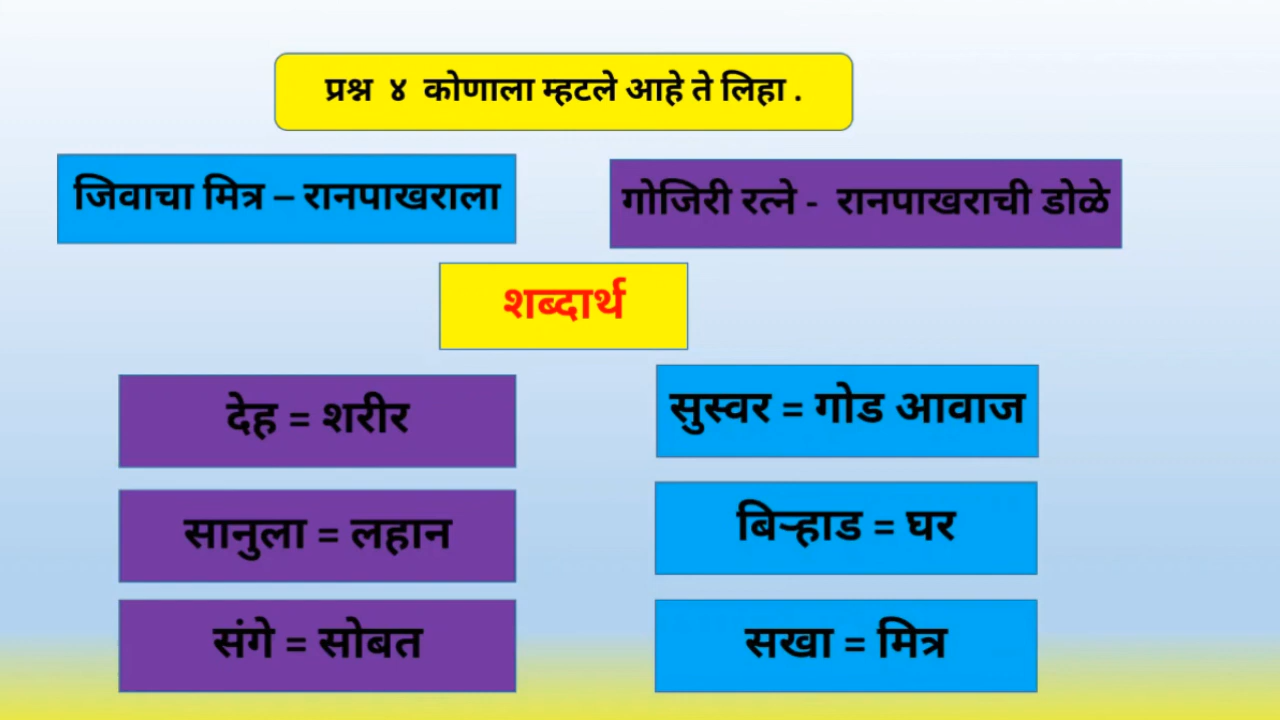 प्रश्न ४ कोणाला म्हटले आहे ते लिहा .
जिवाचा मित्र – रानपाखराला
गोजिरी रत्ने - रानपाखराची डोळे
शब्दार्थ
देह = शरीर
सुस्वर = गोड आवाज
सानुला = लहान
बिऱ्हाड = घर
संगे = सोबत
सखा = मित्र